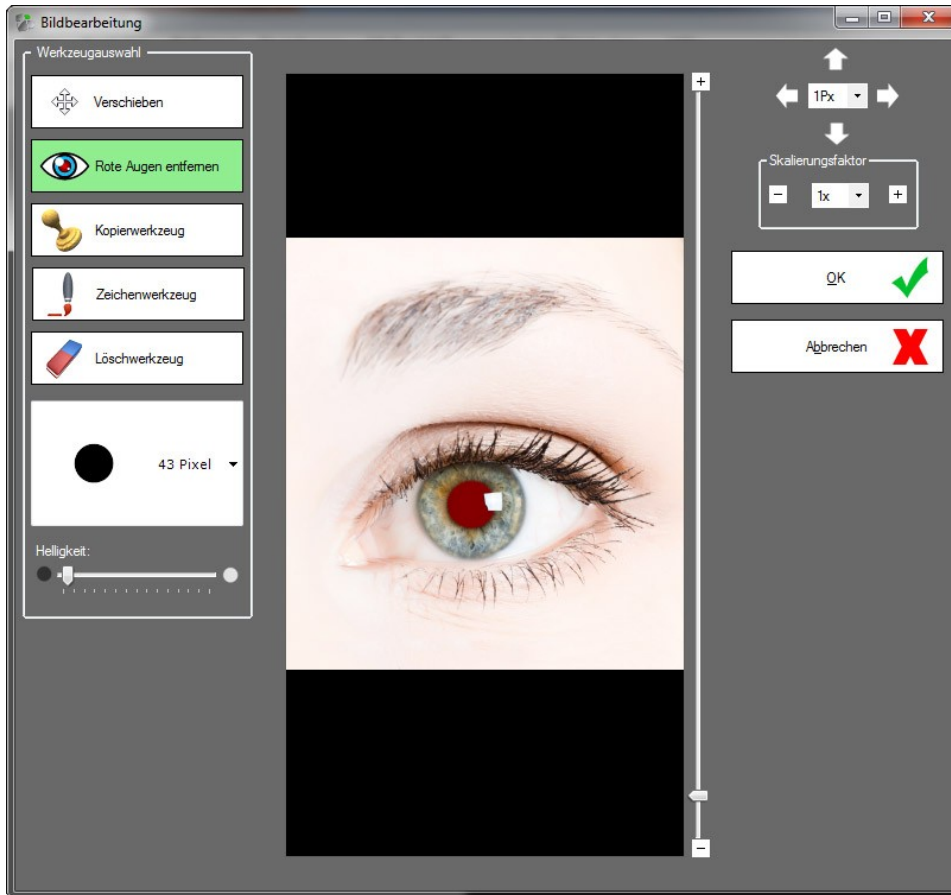 Bildbearbeitung
Werkzeugauswahl
Verschieben
Rote Augen entfernen
Kopierwerkzeug
Zeichenwerkzeug
Löschwerkzeug
43 Pixel
Helligkeit:
+
−
1Px
Skalierungsfaktor
− 1x +
OK
Abbrechen